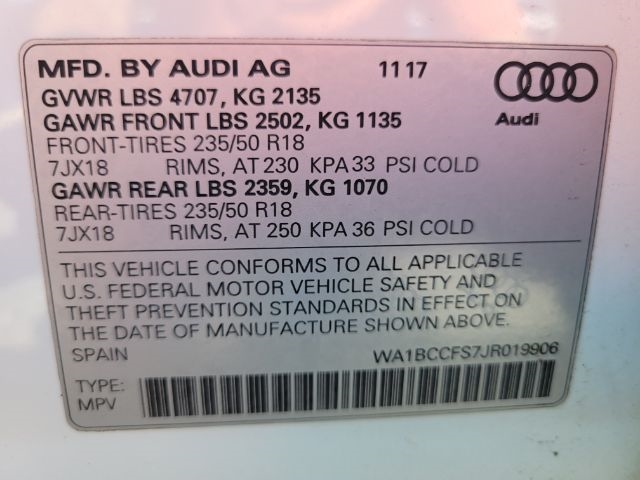 MFD. BY AUDI AG 11 17
GVWR LBS 4707, KG 2135
GAWR FRONT LBS 2502, KG 1135
Audi
FRONT-TIRES 235/50 R18
7JX18 RIMS, AT 230 KPA 33 PSI COLD
GAWR REAR LBS 2359, KG 1070
REAR-TIRES 235/50 R18
7JX18 RIMS, AT 250 KPA 36 PSI COLD
THIS VEHICLE CONFORMS TO ALL APPLICABLE
U.S. FEDERAL MOTOR VEHICLE SAFETY AND
THEFT PREVENTION STANDARDS IN EFFECT ON
THE DATE OF MANUFACTURE SHOWN ABOVE.
SPAIN WA1BCCFS7JR019906
TYPE:
MPV